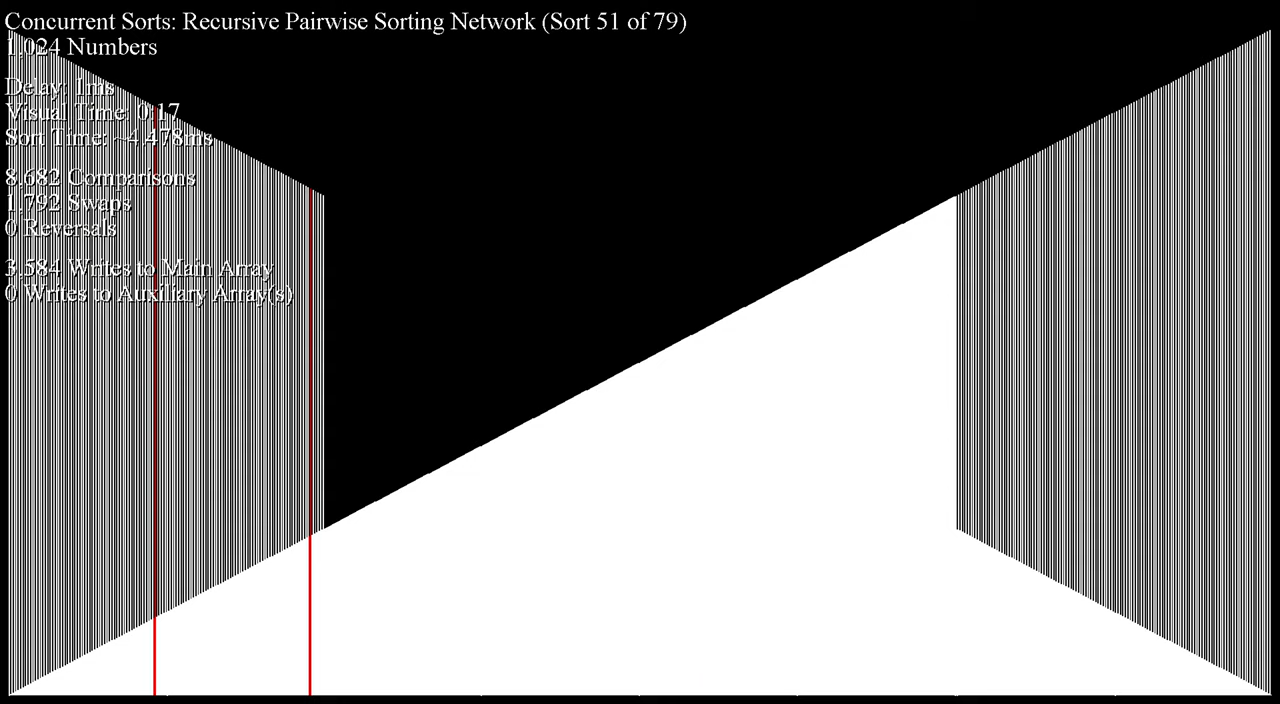 Concurrent Sorts: Recursive Pairwise Sorting Network (Sort 51 of 79)
1,024 Numbers
Delay: 1ms
Visual Time: 0:17
Sort Time: ~4.478ms
8,682 Comparisons
1,792 Swaps
0 Reversals
3,584 Writes to Main Array
0 Writes to Auxiliary Array(s)